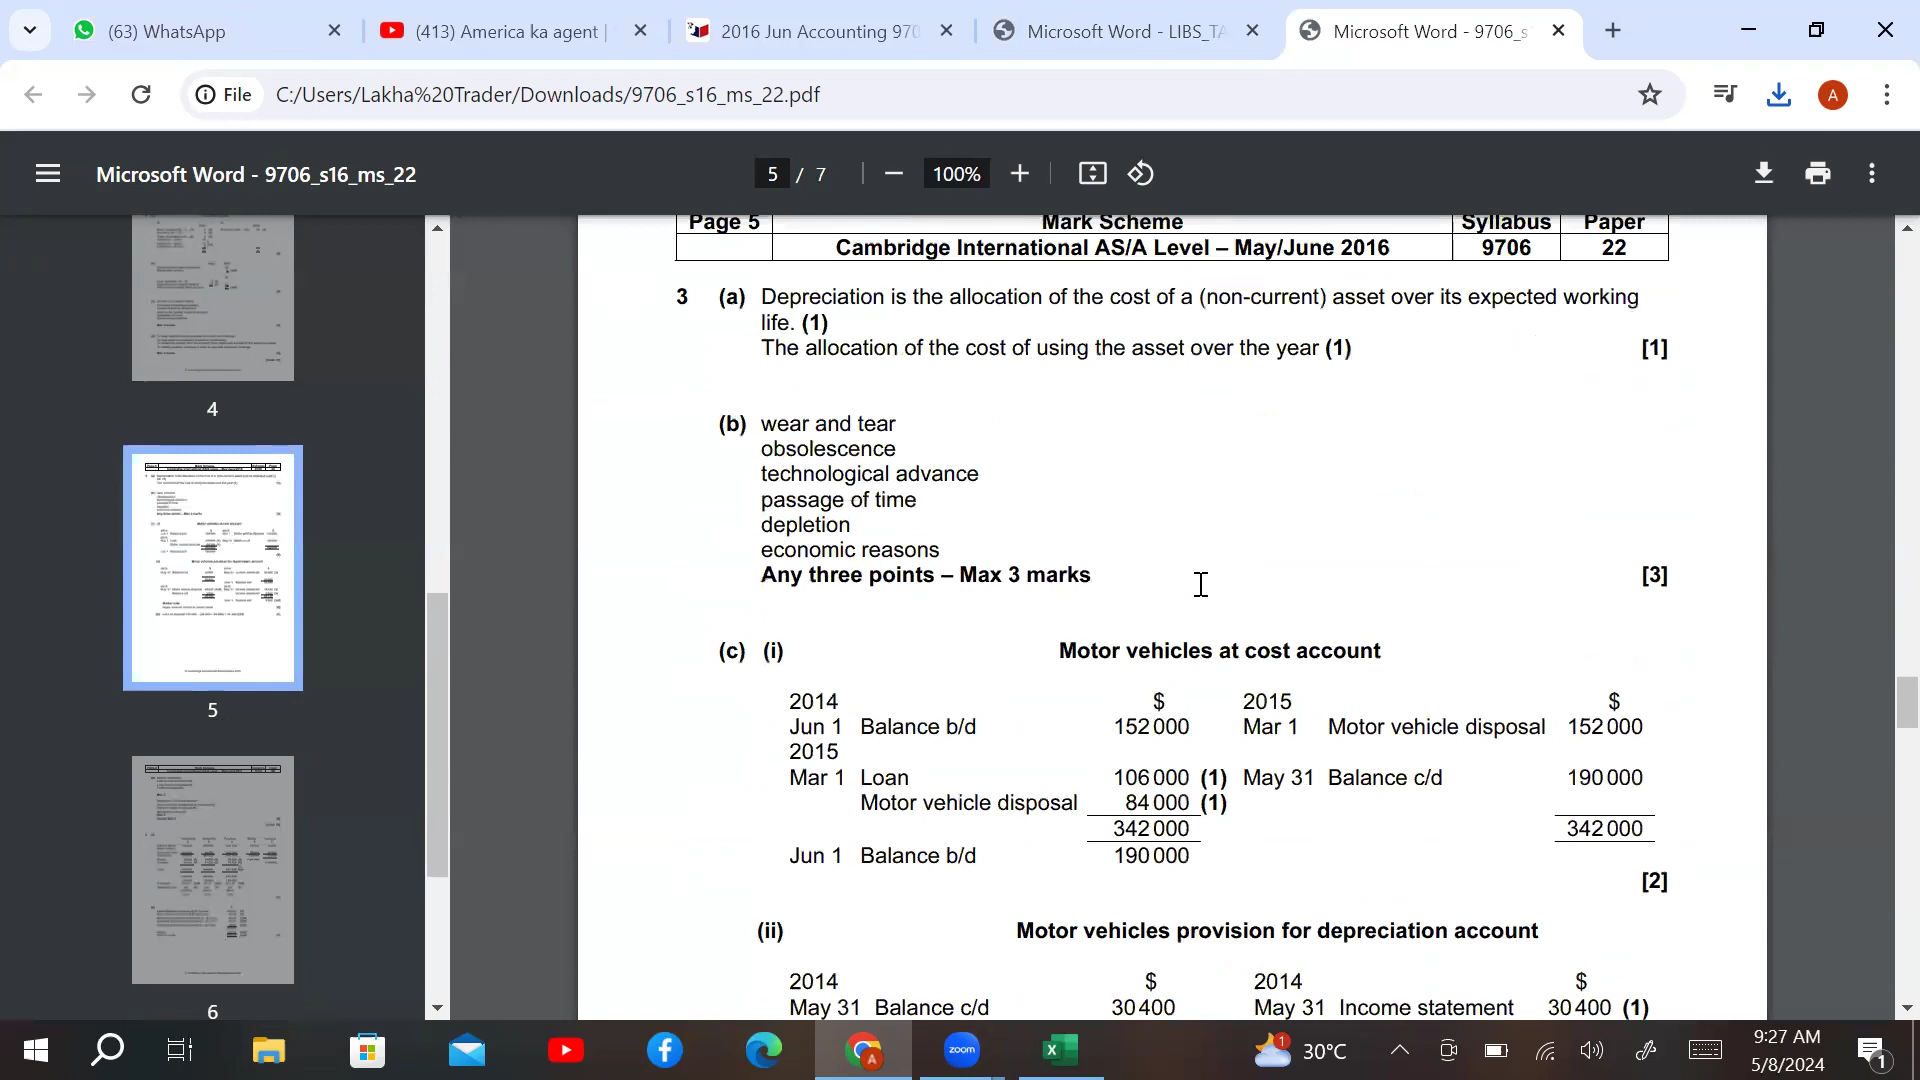 (63) WhatsApp
(413) America ka agent |
2016 Jun Accounting 970
Microsoft Word - LIBS_TA
Microsoft Word - 9706_s
File
C:/Users/Lakha%20Trader/Downloads/9706_s16_ms_22.pdf
A
Microsoft Word - 9706_s16_ms_22
5 / 7
100%
4
5
6
Page 5 Mark Scheme Syllabus Paper
Cambridge International AS/A Level – May/June 2016 9706 22
3 (a) Depreciation is the allocation of the cost of a (non-current) asset over its expected working
life. (1)
The allocation of the cost of using the asset over the year (1) [1]
(b) wear and tear
obsolescence
technological advance
passage of time
depletion
economic reasons
Any three points – Max 3 marks [3]
(c) (i) Motor vehicles at cost account
2014 $ 2015 $
Jun 1 Balance b/d 152 000 Mar 1 Motor vehicle disposal 152 000
2015
Mar 1 Loan 106 000 (1) May 31 Balance c/d 190 000
Motor vehicle disposal 84 000 (1)
342 000 342 000
Jun 1 Balance b/d 190 000
[2]
(ii) Motor vehicles provision for depreciation account
2014 $ 2014 $
May 31 Balance c/d 30 400 May 31 Income statement 30 400 (1)
zoom
1
30°C
9:27 AM
5/8/2024
1